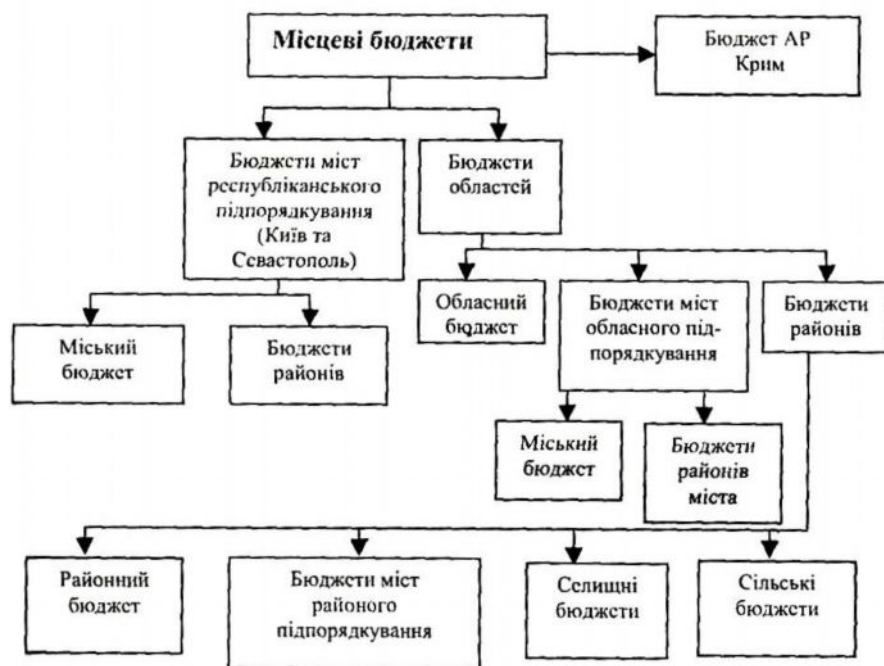 Місцеві бюджети
Бюджет АР
Крим
Бюджети міст
республіканського
підпорядкування
(Київ та
Севастополь)
Бюджети
областей
Міський
бюджет
Бюджети
районів
Обласний
бюджет
Бюджети міст
обласного під-
порядкування
Бюджети
районів
Міський
бюджет
Бюджети
районів
міста
Районний
бюджет
Бюджети міст
районого
підпорядкування
Селищні
бюджети
Сільські
бюджети